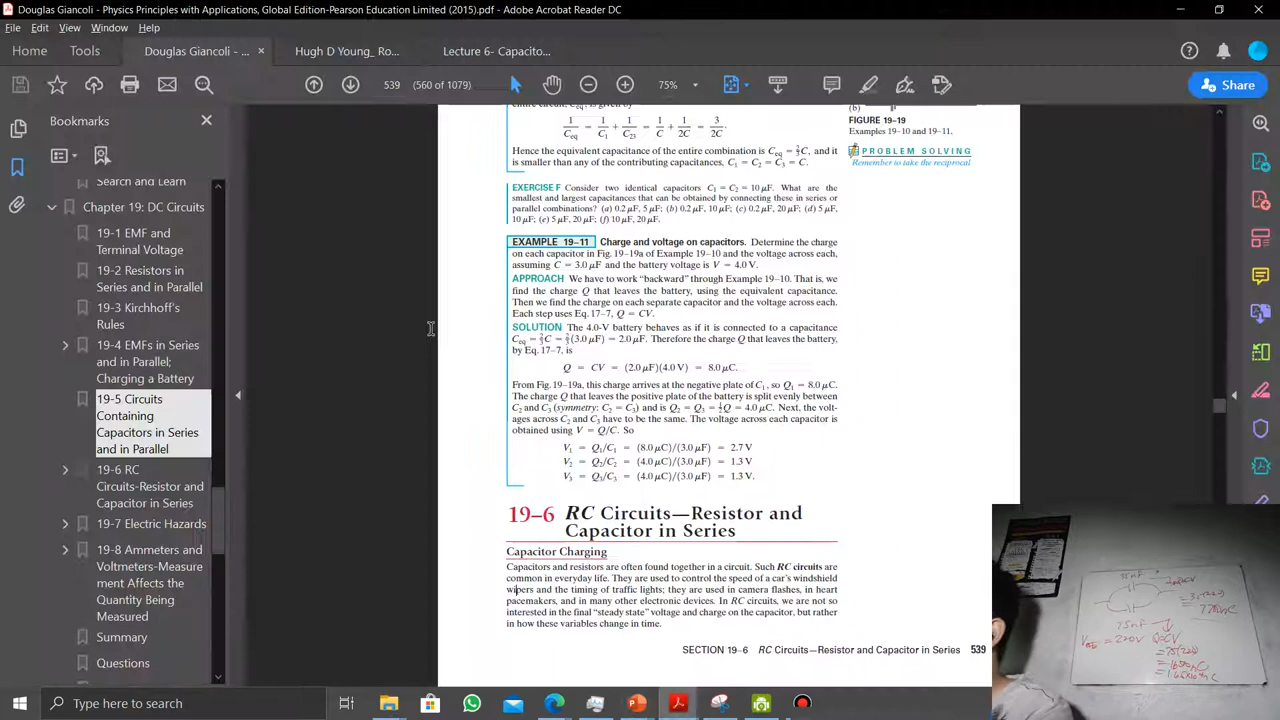 Douglas Giancoli - Physics Principles with Applications, Global Edition-Pearson Education Limited (2015).pdf - Adobe Acrobat Reader DC
File Edit View Window Help
Home Tools Douglas Giancoli - ... × Hugh D Young_ Ro... Lecture 6- Capacito...
539 (560 of 1079) 75% Share
Bookmarks ×
Search and Learn
Chapter 19: DC Circuits
19-1 EMF and
Terminal Voltage
19-2 Resistors in
Series and in Parallel
19-3 Kirchhoff's
Rules
19-4 EMFs in Series
and in Parallel;
Charging a Battery
19-5 Circuits
Containing
Capacitors in Series
and in Parallel
19-6 RC
Circuits-Resistor and
Capacitor in Series
19-7 Electric Hazards
19-8 Ammeters and
Voltmeters-Measure
ment Affects the
Quantity Being
Measured
Summary
Questions
entire circuit, Ceq, is given by
1/Ceq = 1/C1 + 1/C23 = 1/C + 1/2C = 3/2C.
Hence the equivalent capacitance of the entire combination is Ceq = ⅔C, and it
is smaller than any of the contributing capacitances, C1 = C2 = C3 = C.
(b)
FIGURE 19-19
Examples 19-10 and 19-11.
PROBLEM SOLVING
Remember to take the reciprocal
EXERCISE F Consider two identical capacitors C1 = C2 = 10 μF. What are the
smallest and largest capacitances that can be obtained by connecting these in series or
parallel combinations? (a) 0.2 μF, 5 μF; (b) 0.2 μF, 10 μF; (c) 0.2 μF, 20 μF; (d) 5 μF,
10 μF; (e) 5 μF, 20 μF; (f) 10 μF, 20 μF.
EXAMPLE 19-11 Charge and voltage on capacitors. Determine the charge
on each capacitor in Fig. 19-19a of Example 19-10 and the voltage across each,
assuming C = 3.0 μF and the battery voltage is V = 4.0 V.
APPROACH We have to work "backward" through Example 19-10. That is, we
find the charge Q that leaves the battery, using the equivalent capacitance.
Then we find the charge on each separate capacitor and the voltage across each.
Each step uses Eq. 17-7, Q = CV.
SOLUTION The 4.0-V battery behaves as if it is connected to a capacitance
Ceq = ⅔C = ⅔(3.0 μF) = 2.0 μF. Therefore the charge Q that leaves the battery,
by Eq. 17-7, is
Q = CV = (2.0 μF)(4.0 V) = 8.0 μC.
From Fig. 19-19a, this charge arrives at the negative plate of C1, so Q1 = 8.0 μC.
The charge Q that leaves the positive plate of the battery is split evenly between
C2 and C3 (symmetry: C2 = C3) and is Q2 = Q3 = ½Q = 4.0 μC. Next, the volt-
ages across C2 and C3 have to be the same. The voltage across each capacitor is
obtained using V = Q/C. So
V1 = Q1/C1 = (8.0 μC)/(3.0 μF) = 2.7 V
V2 = Q2/C2 = (4.0 μC)/(3.0 μF) = 1.3 V
V3 = Q3/C3 = (4.0 μC)/(3.0 μF) = 1.3 V.
19-6 RC Circuits—Resistor and
Capacitor in Series
Capacitor Charging
Capacitors and resistors are often found together in a circuit. Such RC circuits are
common in everyday life. They are used to control the speed of a car's windshield
wipers and the timing of traffic lights; they are used in camera flashes, in heart
pacemakers, and in many other electronic devices. In RC circuits, we are not so
interested in the final "steady state" voltage and charge on the capacitor, but rather
in how these variables change in time.
SECTION 19-6 RC Circuits—Resistor and Capacitor in Series 539
35nF
75nF
= 220V Q=CV
Type here to search